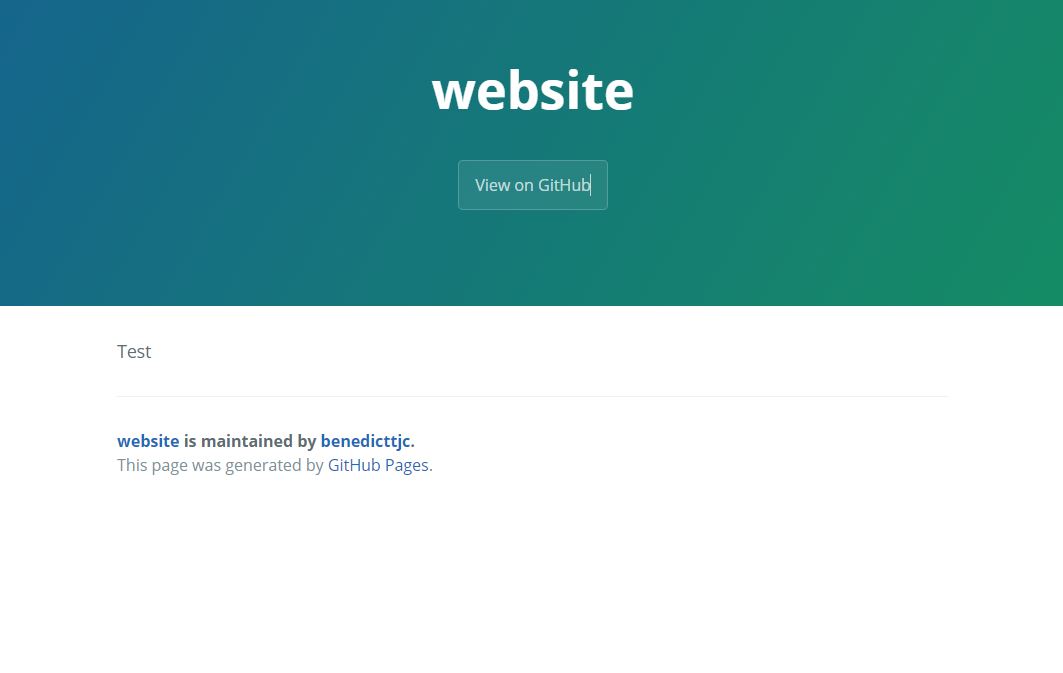 website
View on GitHub
Test
website is maintained by benedicttjc.
This page was generated by GitHub Pages.